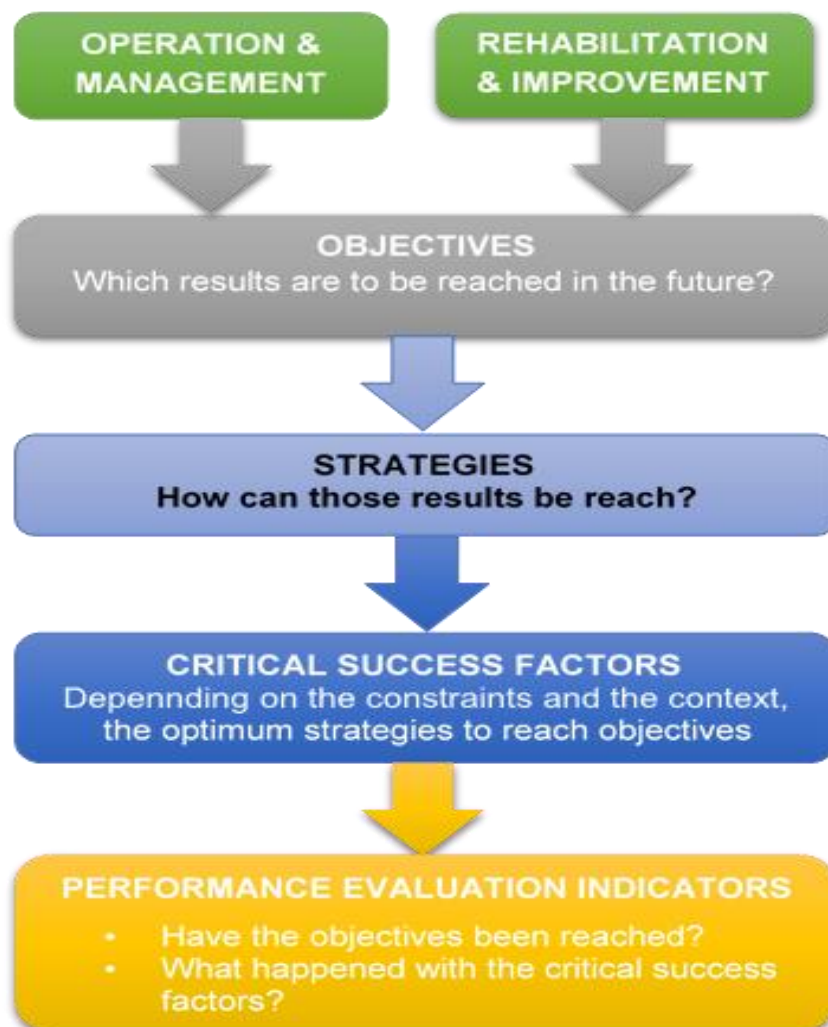 OPERATION &
MANAGEMENT
REHABILITATION
& IMPROVEMENT
OBJECTIVES
Which results are to be reached in the future?
STRATEGIES
How can those results be reach?
CRITICAL SUCCESS FACTORS
Depennding on the constraints and the context,
the optimum strategies to reach objectives
PERFORMANCE EVALUATION INDICATORS
• Have the objectives been reached?
• What happened with the critical success
factors?